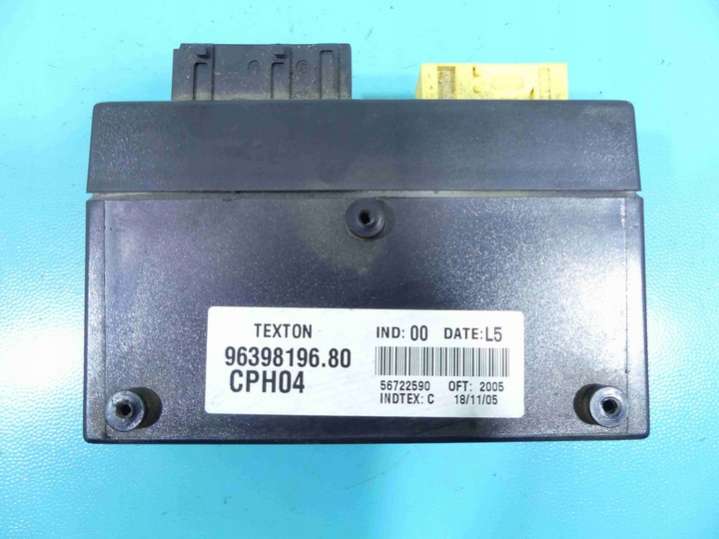 TEXTON IND: 00 DATE: L5
96398196.80
CPH04 56722590 OFT: 2005
INDTEX: C 18/11/05